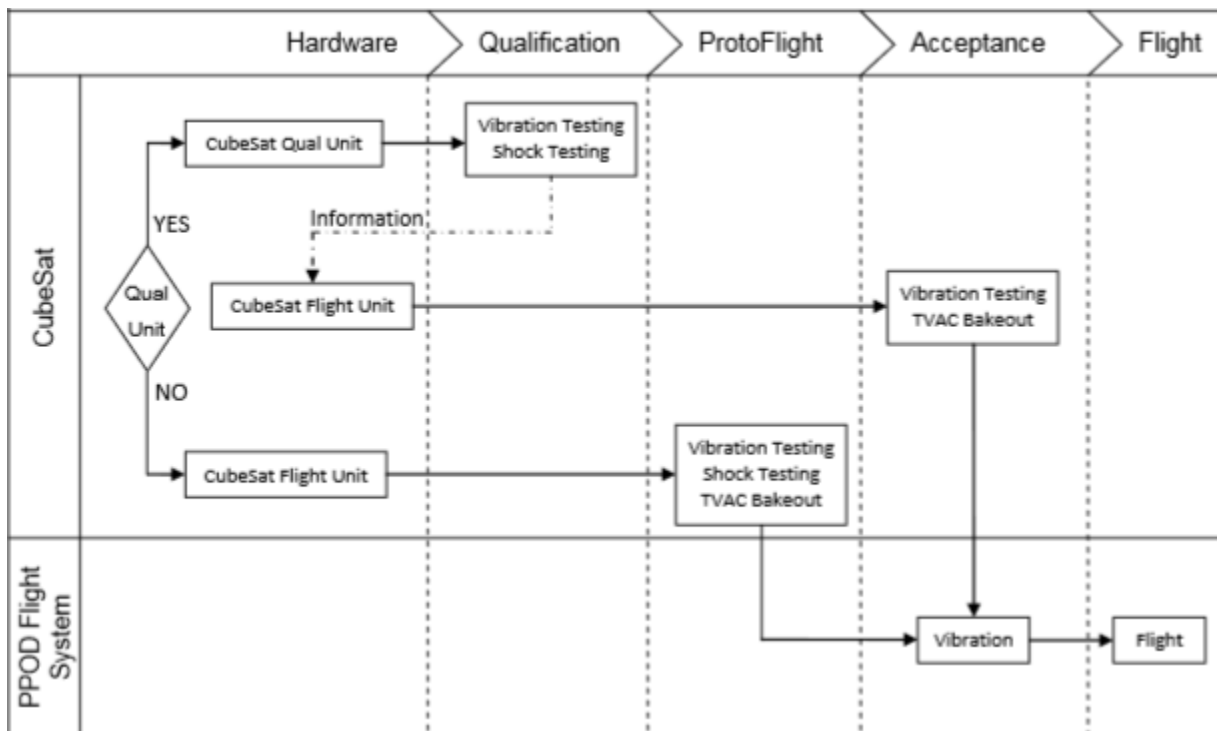 Hardware
Qualification
ProtoFlight
Acceptance
Flight
CubeSat
CubeSat Qual Unit
Vibration Testing
Shock Testing
YES
Information
Qual
Unit
CubeSat Flight Unit
Vibration Testing
TVAC Bakeout
NO
CubeSat Flight Unit
Vibration Testing
Shock Testing
TVAC Bakeout
PPOD Flight
System
Vibration
Flight